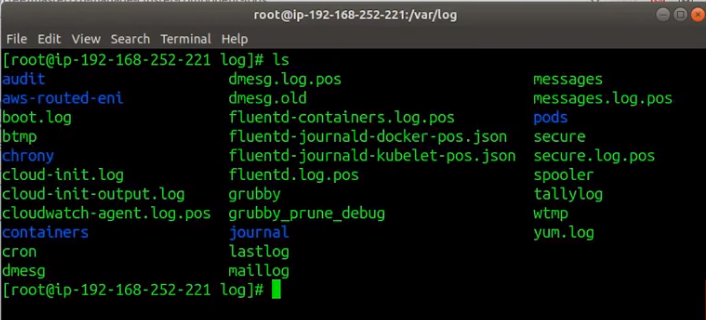 root@ip-192-168-252-221:/var/log
File Edit View Search Terminal Help
[root@ip-192-168-252-221 log]# ls
audit dmesg.log.pos messages
aws-routed-eni dmesg.old messages.log.pos
boot.log fluentd-containers.log.pos pods
btmp fluentd-journald-docker-pos.json secure
chrony fluentd-journald-kubelet-pos.json secure.log.pos
cloud-init.log fluentd.log.pos spooler
cloud-init-output.log grubby tallylog
cloudwatch-agent.log.pos grubby_prune_debug wtmp
containers journal yum.log
cron lastlog
dmesg maillog
[root@ip-192-168-252-221 log]#